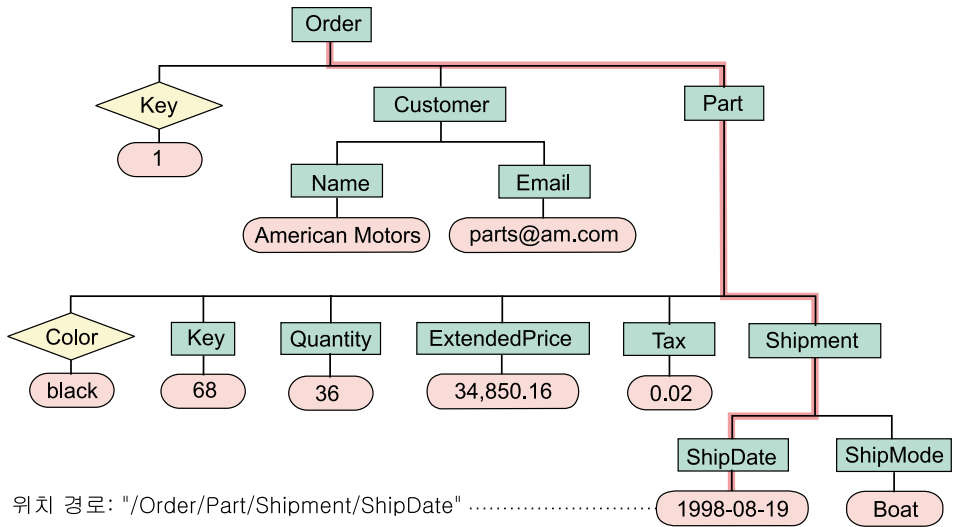 Order
Key
Customer
Part
1
Name
Email
American Motors
parts@am.com
Color
Key
Quantity
ExtendedPrice
Tax
Shipment
black
68
36
34,850.16
0.02
ShipDate
ShipMode
위치 경로: "/Order/Part/Shipment/ShipDate"
1998-08-19
Boat